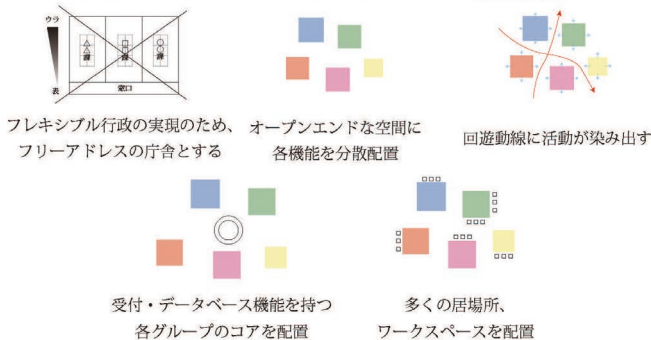 ウラ
表
△△課
□□課
○○課
窓口
フレキシブル行政の実現のため、
フリーアドレスの庁舎とする
オープンエンドな空間に
各機能を分散配置
回遊動線に活動が染み出す
受付・データベース機能を持つ
各グループのコアを配置
多くの居場所、
ワークスペースを配置